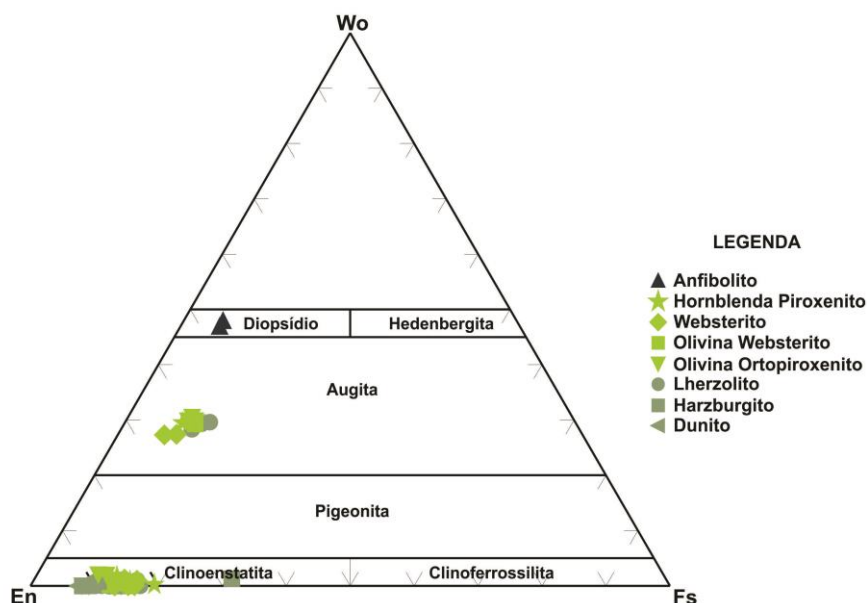 Wo
Diopsídio
Hedenbergita
Augita
Pigeonita
Clinoenstatita
Clinoferrossilita
En
Fs
LEGENDA
Anfibolito
Hornblenda Piroxenito
Websterito
Olivina Websterito
Olivina Ortopiroxenito
Lherzolito
Harzburgito
Dunito